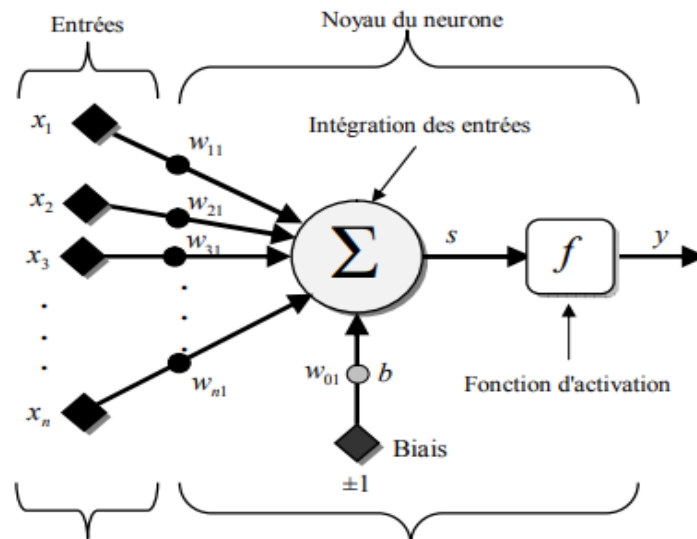 Entrées
Noyau du neurone
x₁
w₁₁
Intégration des entrées
x₂
w₂₁
x₃
w₃₁
Σ
s
f
y
w₀₁
b
wₙ₁
Fonction d'activation
xₙ
Biais
±1